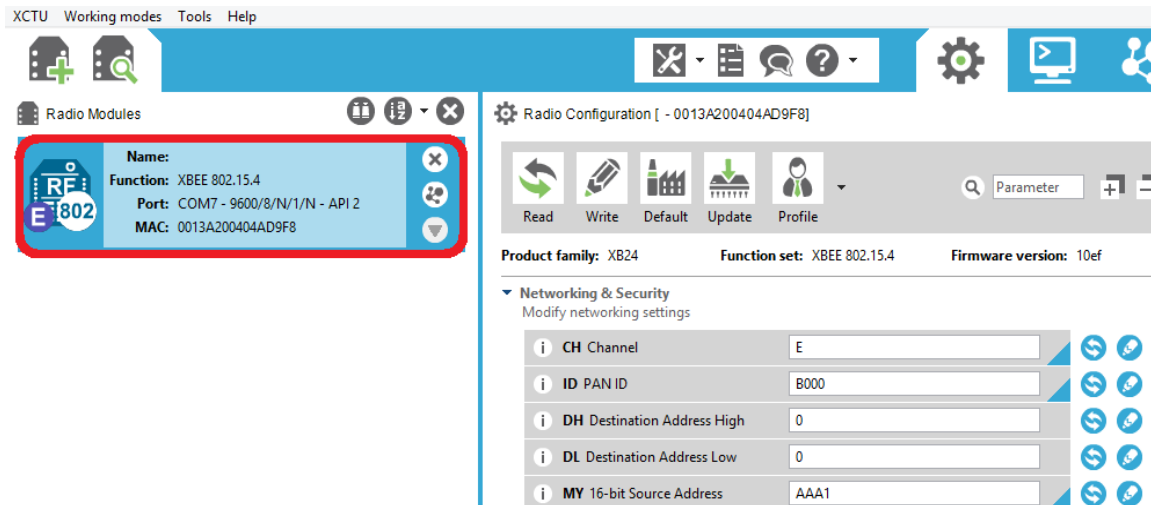 XCTU Working modes Tools Help
Radio Modules
Name:
Function: XBEE 802.15.4
Port: COM7 - 9600/8/N/1/N - API 2
MAC: 0013A200404AD9F8
RF
E 802
Radio Configuration [ - 0013A200404AD9F8]
Read Write Default Update Profile
Parameter
Product family: XB24 Function set: XBEE 802.15.4 Firmware version: 10ef
Networking & Security
Modify networking settings
i CH Channel E
i ID PAN ID B000
i DH Destination Address High 0
i DL Destination Address Low 0
i MY 16-bit Source Address AAA1